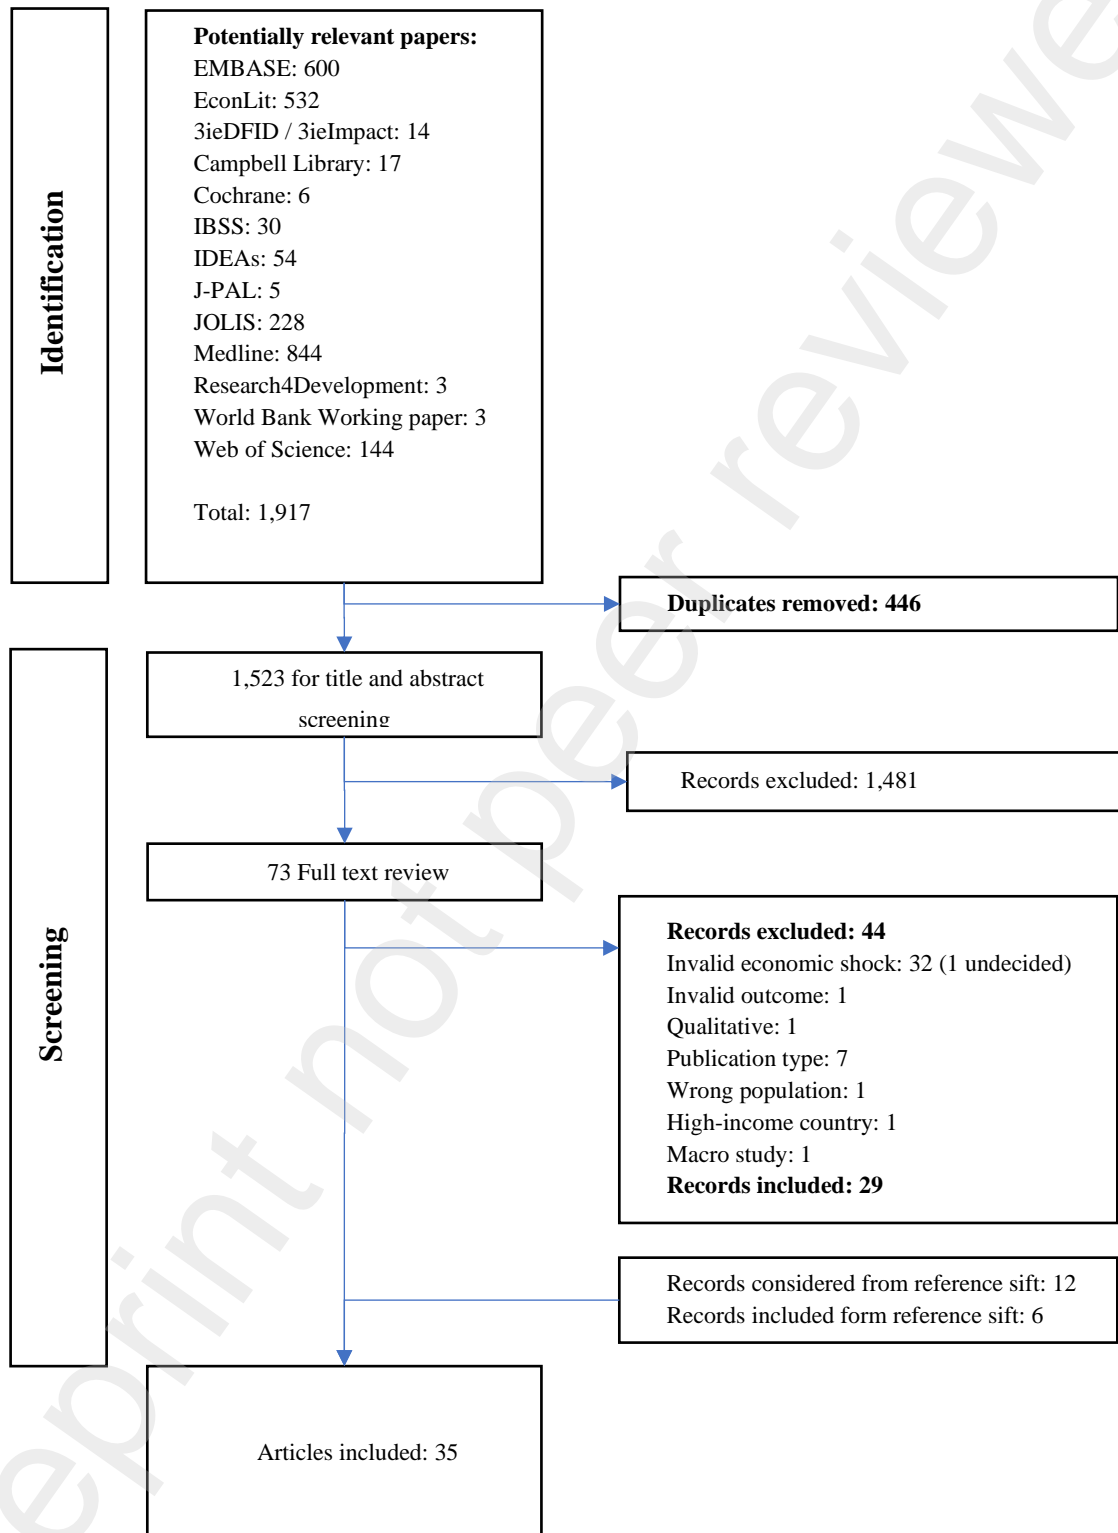 Identification
Potentially relevant papers:
EMBASE: 600
EconLit: 532
3ieDFID / 3ieImpact: 14
Campbell Library: 17
Cochrane: 6
IBSS: 30
IDEAs: 54
J-PAL: 5
JOLIS: 228
Medline: 844
Research4Development: 3
World Bank Working paper: 3
Web of Science: 144
Total: 1,917
Duplicates removed: 446
Screening
1,523 for title and abstract
screening
Records excluded: 1,481
73 Full text review
Records excluded: 44
Invalid economic shock: 32 (1 undecided)
Invalid outcome: 1
Qualitative: 1
Publication type: 7
Wrong population: 1
High-income country: 1
Macro study: 1
Records included: 29
Records considered from reference sift: 12
Records included form reference sift: 6
Articles included: 35
eprint not peer reviewe